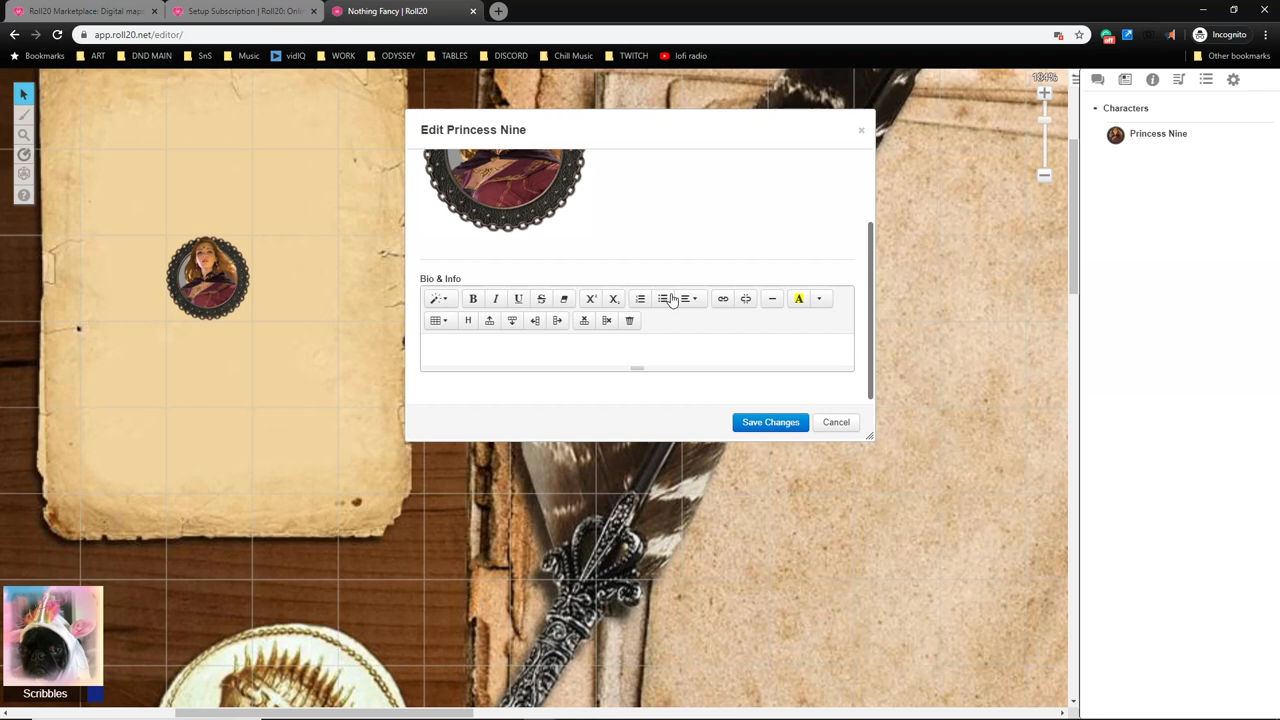 Roll20 Marketplace: Digital map
Setup Subscription | Roll20: Onli
Nothing Fancy | Roll20
app.roll20.net/editor/
off
Incognito
Bookmarks
ART
DND MAIN
SnS
Music
vidIQ
WORK
ODYSSEY
TABLES
DISCORD
Chill Music
TWITCH
lofi radio
Other bookmarks
184%
Characters
Princess Nine
Edit Princess Nine
Bio & Info
B I U S X X A
H
Save Changes
Cancel
Scribbles